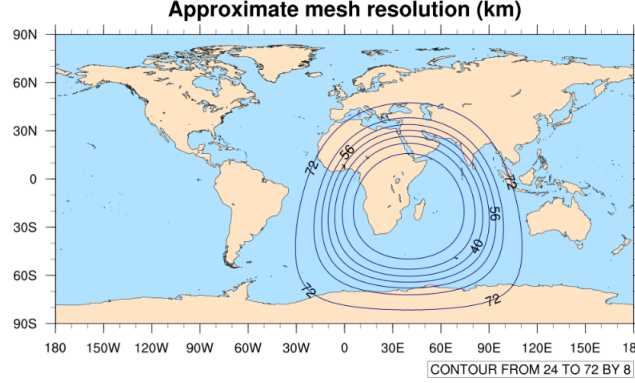 Approximate mesh resolution (km)
90N
60N
30N
0
30S
60S
90S
180 150W 120W 90W 60W 30W 0 30E 60E 90E 120E 150E 18
72
56
72
56
40
72
72
CONTOUR FROM 24 TO 72 BY 8